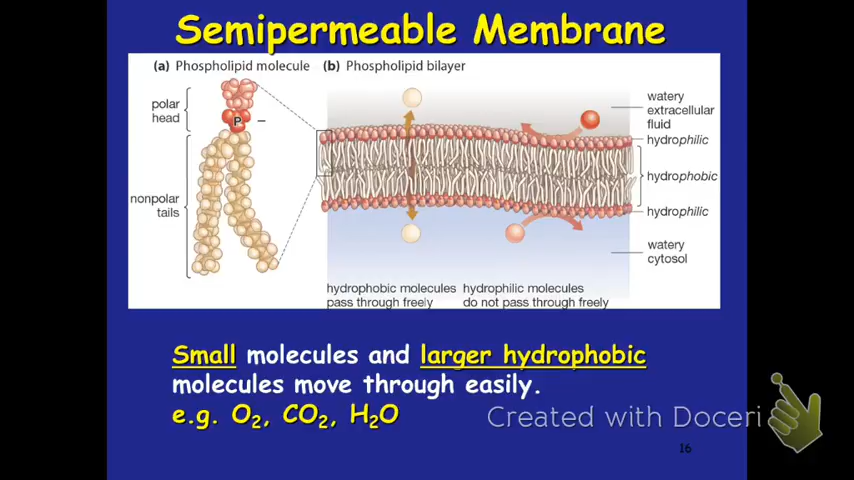 Semipermeable Membrane
(a) Phospholipid molecule (b) Phospholipid bilayer
polar
head
P
–
nonpolar
tails
watery
extracellular
fluid
hydrophilic
hydrophobic
hydrophilic
watery
cytosol
hydrophobic molecules
pass through freely
hydrophilic molecules
do not pass through freely
Small molecules and larger hydrophobic
molecules move through easily.
e.g. O₂, CO₂, H₂O
Created with Doceri
16